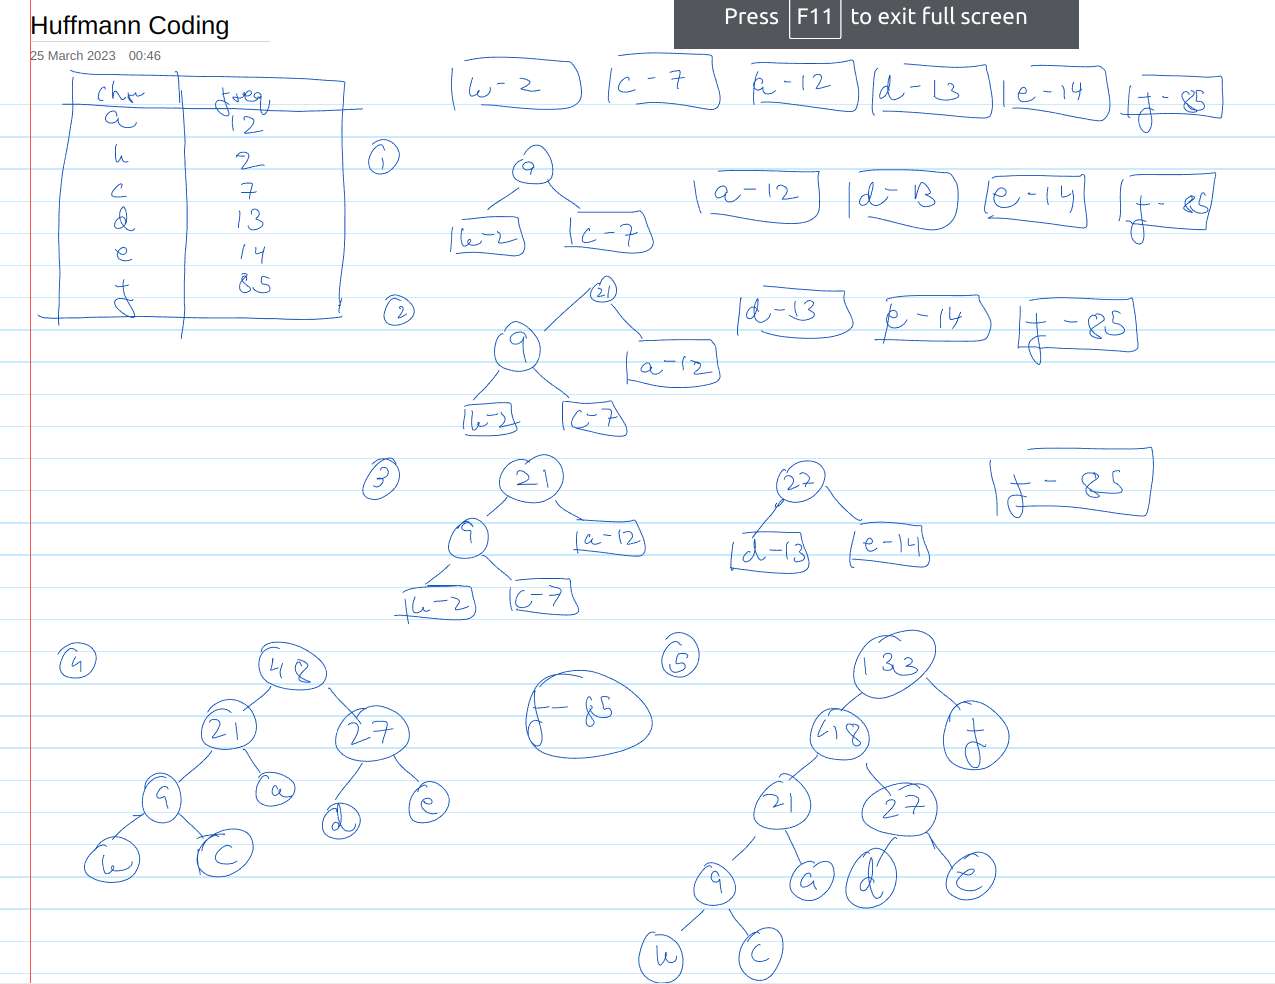 Huffmann Coding
25 March 2023 00:46
Press F11 to exit full screen
char freq
a 12
b 2
c 7
d 13
e 14
f 85
b-2 c-7 a-12 d-13 e-14 f-85
1
9 a-12 d-13 e-14 f-85
b-2 c-7
2
21 d-13 e-14 f-85
9 a-12
b-2 c-7
3
21 27 f-85
9 a-12 d-13 e-14
b-2 c-7
4
48 f-85
21 27
9 a d e
b c
5
133
48 f
21 27
9 a d e
b c